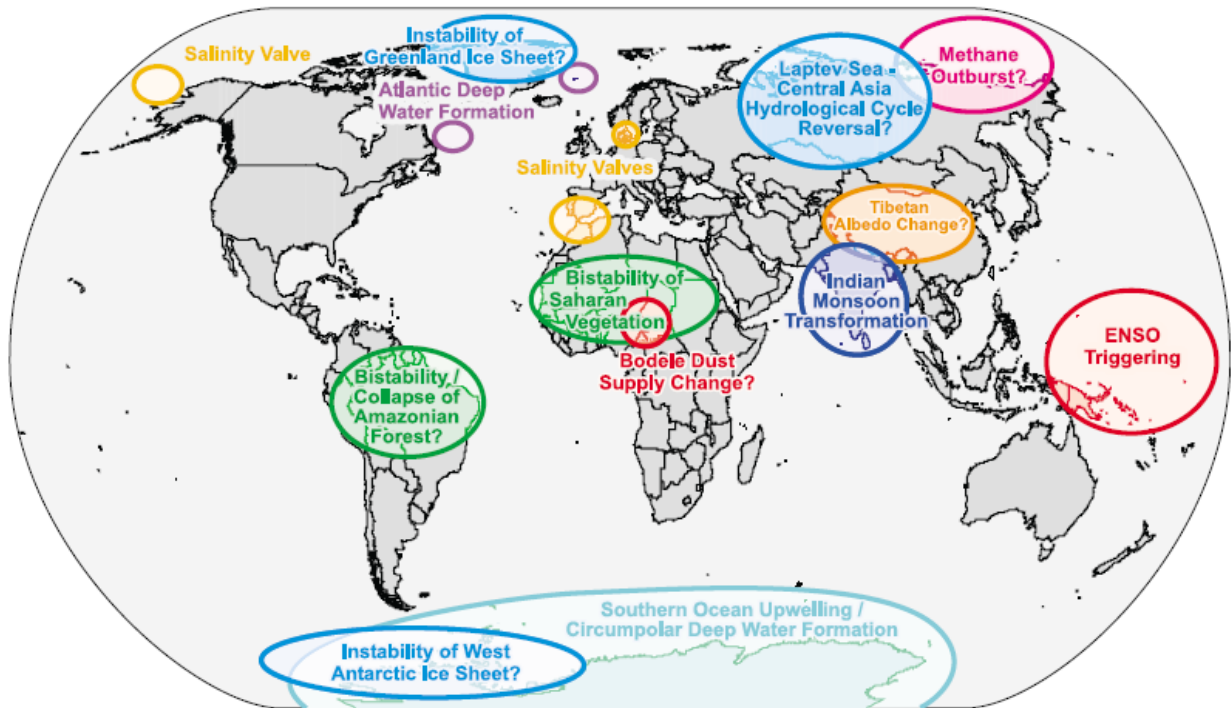 Salinity Valve
Instability of
Greenland Ice Sheet?
Atlantic Deep
Water Formation
Laptev Sea -
Central Asia
Hydrological Cycle
Reversal?
Methane
Outburst?
Salinity Valves
Tibetan
Albedo Change?
Bistability of
Saharan
Vegetation
Indian
Monsoon
Transformation
Bodele Dust
Supply Change?
ENSO
Triggering
Bistability /
Collapse of
Amazonian
Forest?
Southern Ocean Upwelling /
Circumpolar Deep Water Formation
Instability of West
Antarctic Ice Sheet?